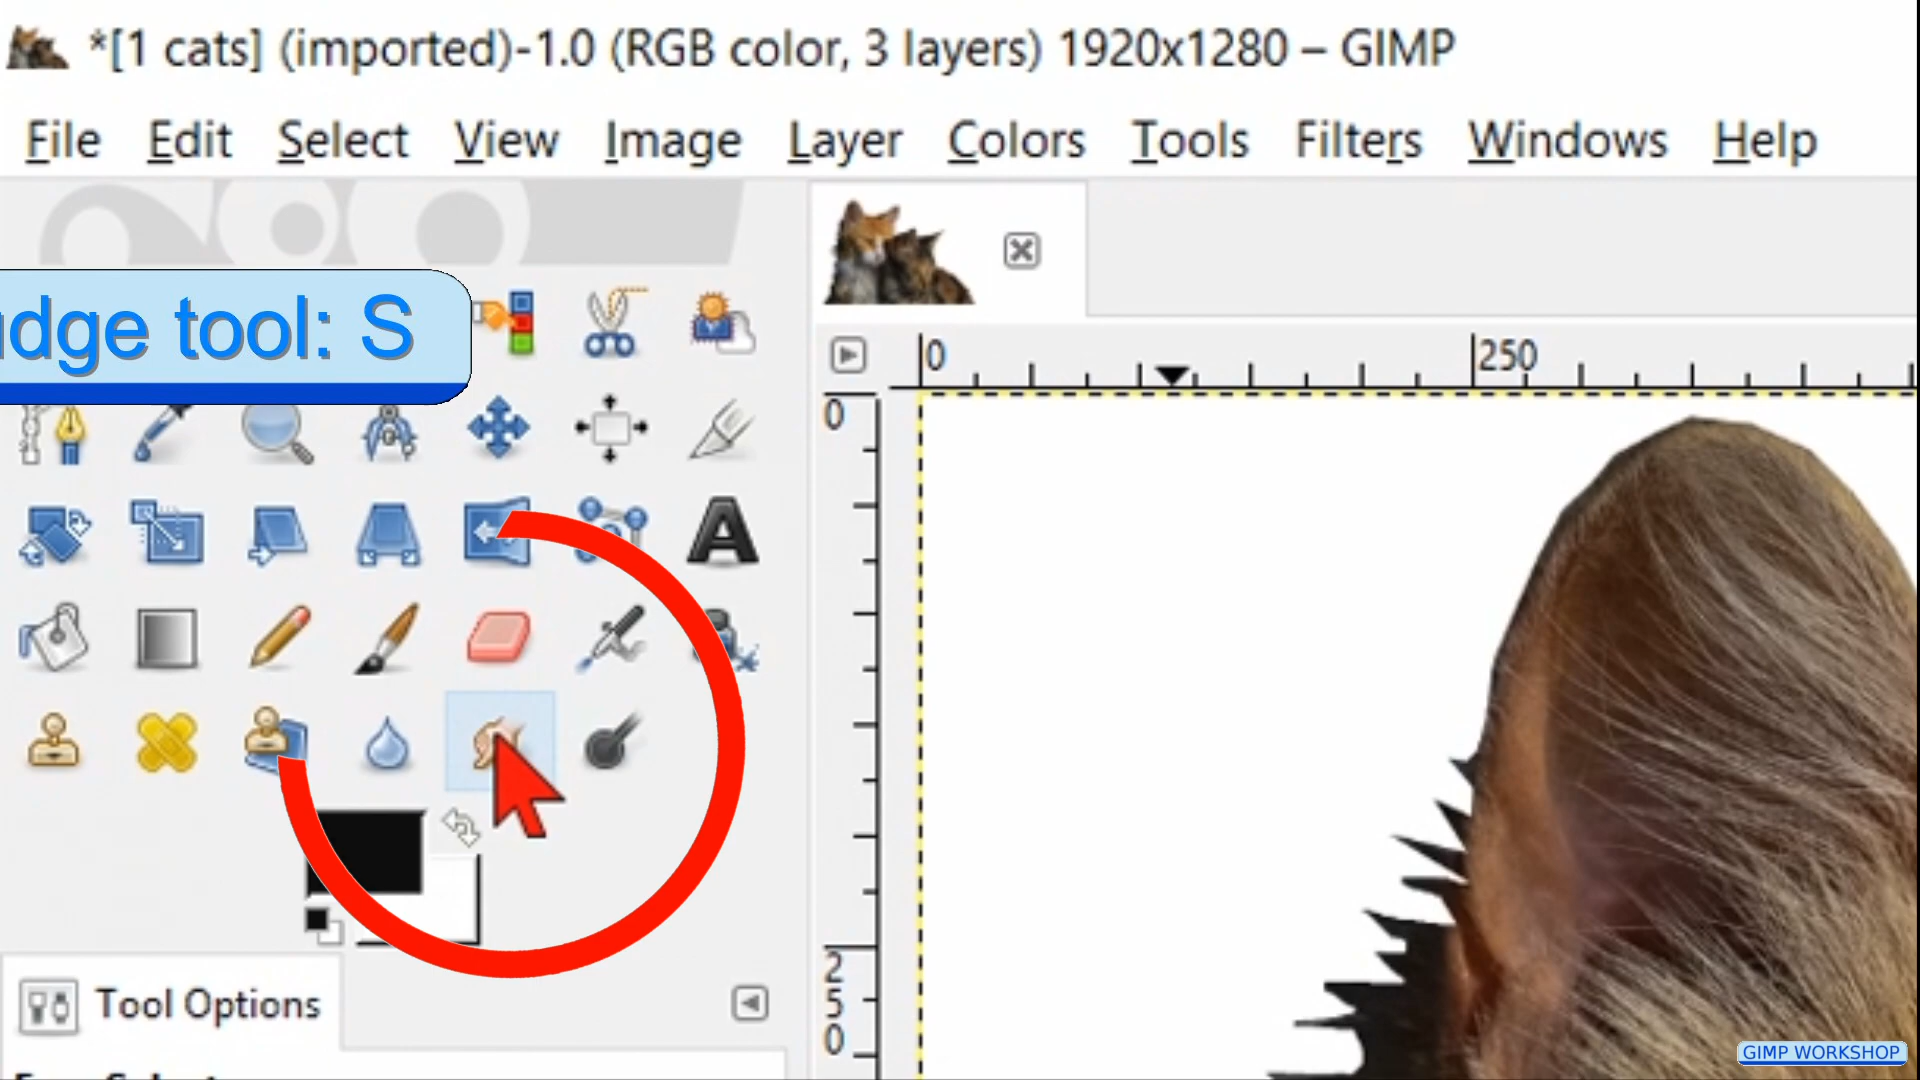 *[1 cats] (imported)-1.0 (RGB color, 3 layers) 1920x1280 – GIMP
File Edit Select View Image Layer Colors Tools Filters Windows Help
udge tool: S
0 250
0
250
Tool Options
GIMP WORKSHOP